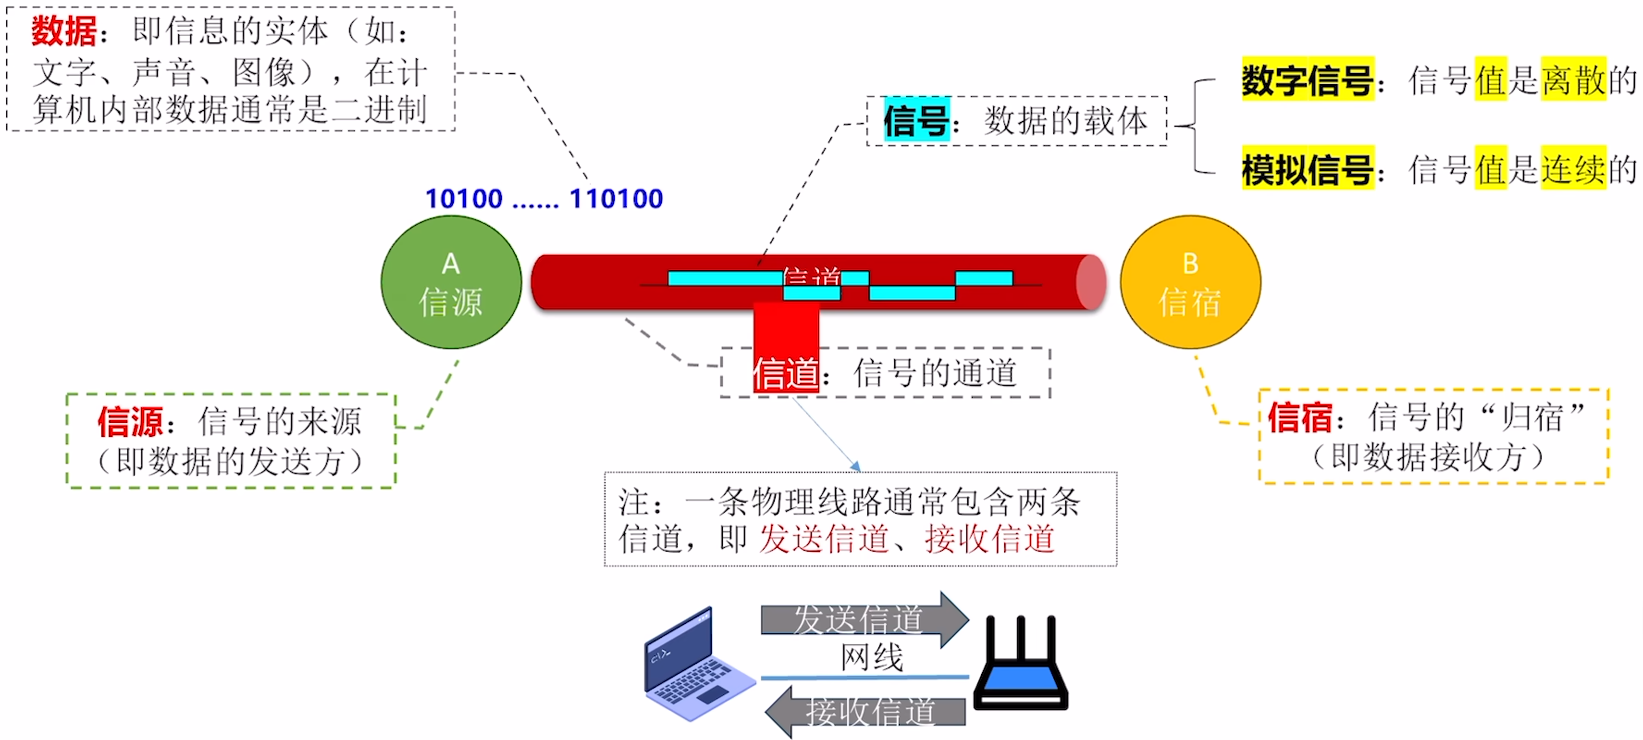 数据：即信息的实体（如：
文字、声音、图像），在计
算机内部数据通常是二进制
信号：数据的载体
数字信号：信号值是离散的
模拟信号：信号值是连续的
10100 …… 110100
A
信源
信道
B
信宿
信道：信号的通道
信源：信号的来源
（即数据的发送方）
信宿：信号的“归宿”
（即数据接收方）
注：一条物理线路通常包含两条
信道，即 发送信道、接收信道
发送信道
网线
接收信道
C:\>_